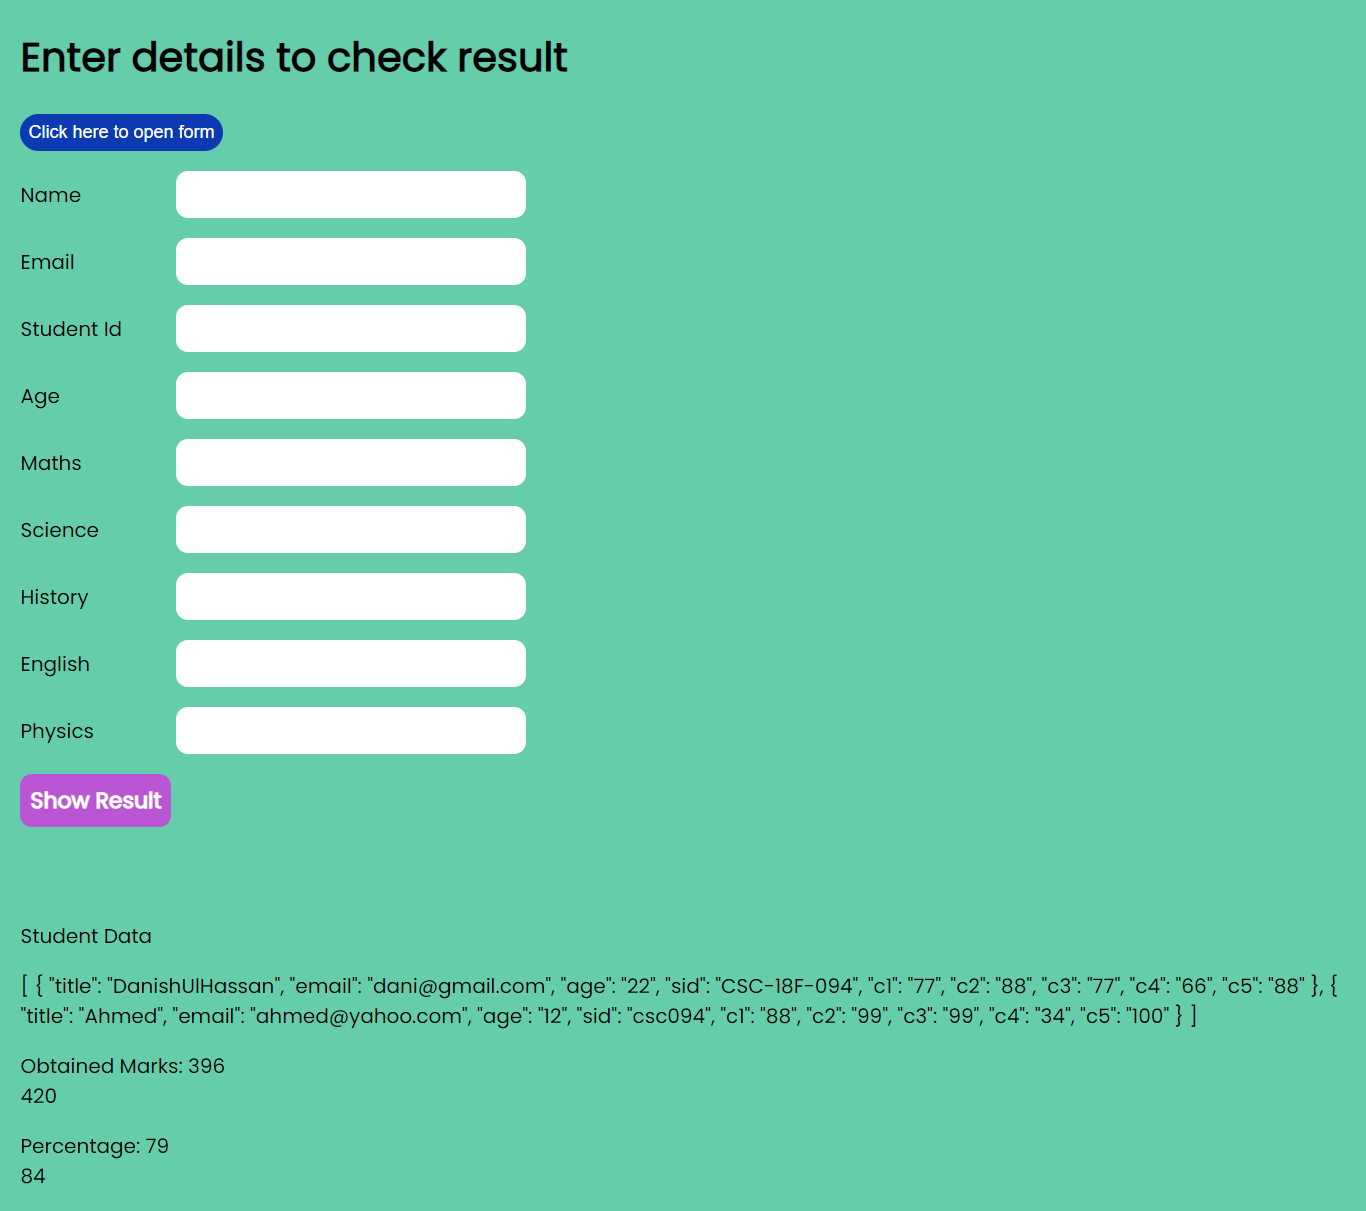 Enter details to check result
Click here to open form
Name
Email
Student Id
Age
Maths
Science
History
English
Physics
Show Result
Student Data
[ { "title": "DanishUlHassan", "email": "dani@gmail.com", "age": "22", "sid": "CSC-18F-094", "c1": "77", "c2": "88", "c3": "77", "c4": "66", "c5": "88" }, {
"title": "Ahmed", "email": "ahmed@yahoo.com", "age": "12", "sid": "csc094", "c1": "88", "c2": "99", "c3": "99", "c4": "34", "c5": "100" } ]
Obtained Marks: 396
420
Percentage: 79
84